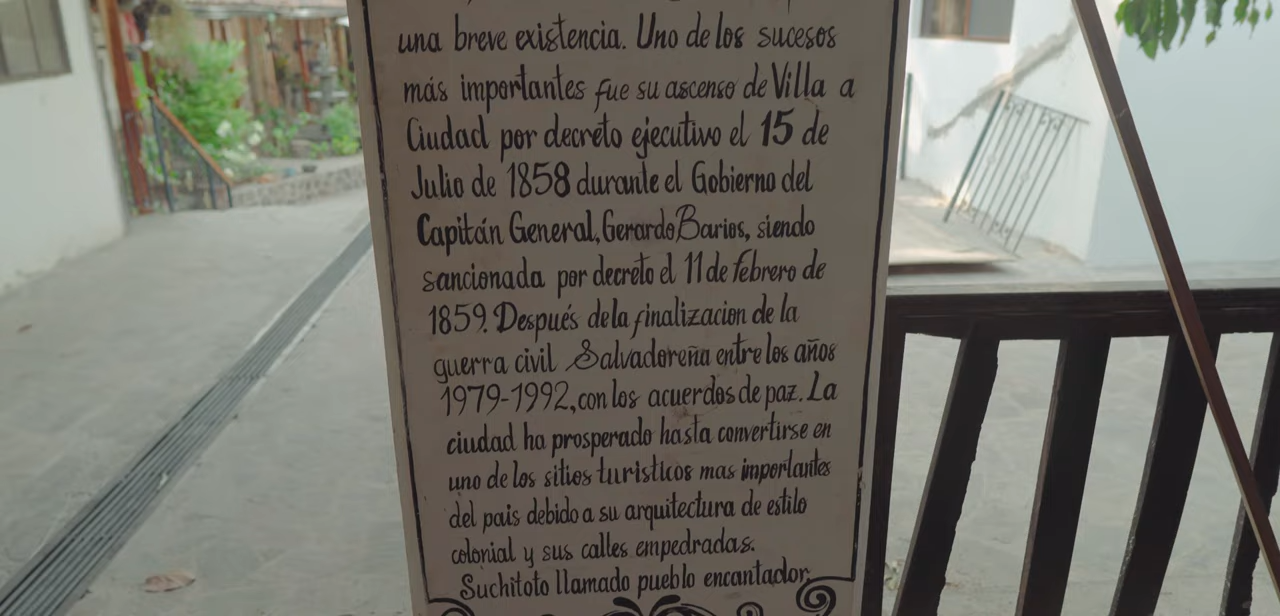 una breve existencia. Uno de los sucesos
más importantes fue su ascenso de Villa a
Ciudad por decreto ejecutivo el 15 de
Julio de 1858 durante el Gobierno del
Capitán General, Gerardo Barios, siendo
sancionada por decreto el 11 de febrero de
1859. Después de la finalizacion de la
guerra civil Salvadoreña entre los años
1979-1992, con los acuerdos de paz. La
ciudad ha prosperado hasta convertirse en
uno de los sitios turisticos mas importantes
del pais debido a su arquitectura de estilo
colonial y sus calles empedradas.
Suchitoto llamado pueblo encantador.